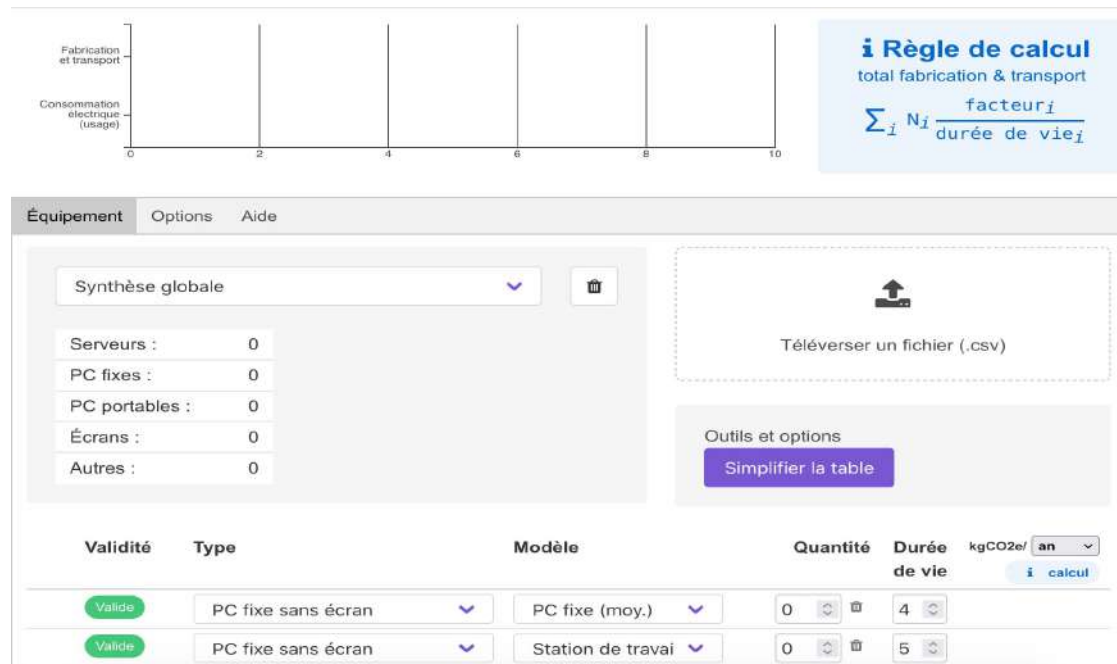 Fabrication
et transport
Consommation
électrique
(usage)
0 2 4 6 8 10
i Règle de calcul
total fabrication & transport
∑i Ni facteuri / durée de viei
Équipement Options Aide
Synthèse globale
Serveurs : 0
PC fixes : 0
PC portables : 0
Écrans : 0
Autres : 0
Téléverser un fichier (.csv)
Outils et options
Simplifier la table
Validité Type Modèle Quantité Durée de vie kgCO2e/ an
i calcul
Valide PC fixe sans écran PC fixe (moy.) 0 4
Valide PC fixe sans écran Station de travai 0 5